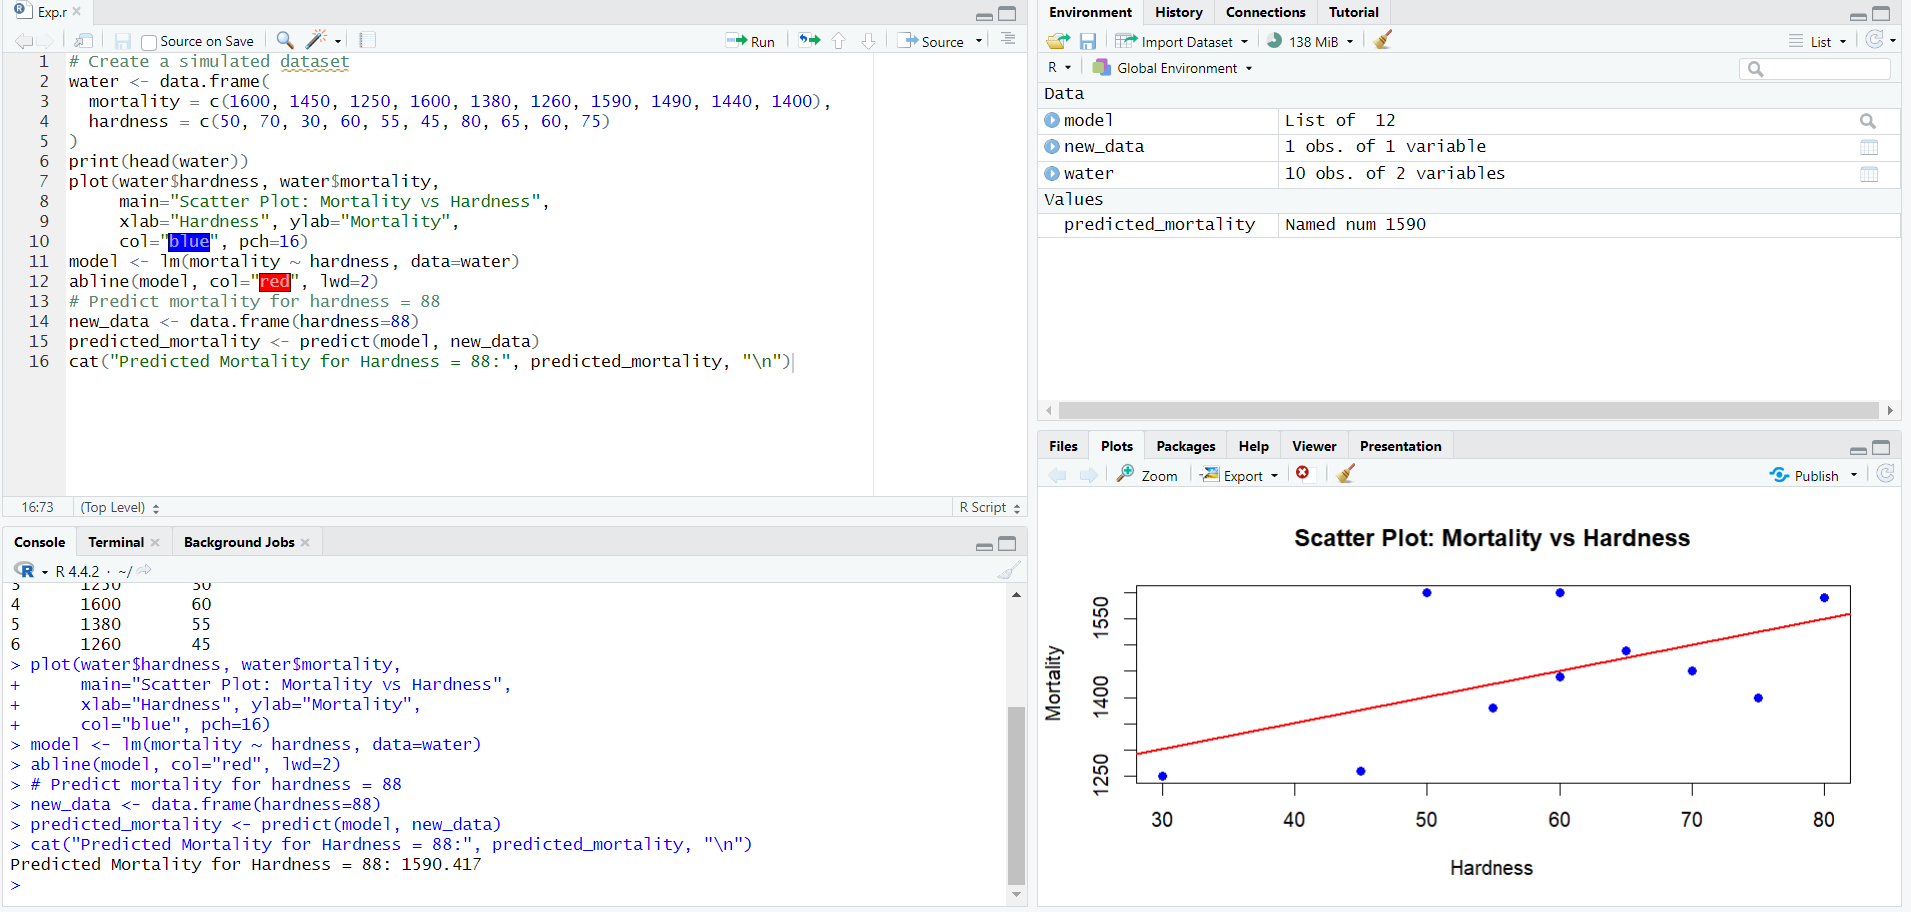 Exp.r
Source on Save
Run
Source
1 # Create a simulated dataset
2 water <- data.frame(
3   mortality = c(1600, 1450, 1250, 1600, 1380, 1260, 1590, 1490, 1440, 1400),
4   hardness = c(50, 70, 30, 60, 55, 45, 80, 65, 60, 75)
5 )
6 print(head(water))
7 plot(water$hardness, water$mortality,
8      main="Scatter Plot: Mortality vs Hardness",
9      xlab="Hardness", ylab="Mortality",
10      col="blue", pch=16)
11 model <- lm(mortality ~ hardness, data=water)
12 abline(model, col="red", lwd=2)
13 # Predict mortality for hardness = 88
14 new_data <- data.frame(hardness=88)
15 predicted_mortality <- predict(model, new_data)
16 cat("Predicted Mortality for Hardness = 88:", predicted_mortality, "\n")
16:73 (Top Level) R Script
Console Terminal Background Jobs
R R 4.4.2 · ~/
3 1250 30
4 1600 60
5 1380 55
6 1260 45
> plot(water$hardness, water$mortality,
+      main="Scatter Plot: Mortality vs Hardness",
+      xlab="Hardness", ylab="Mortality",
+      col="blue", pch=16)
> model <- lm(mortality ~ hardness, data=water)
> abline(model, col="red", lwd=2)
> # Predict mortality for hardness = 88
> new_data <- data.frame(hardness=88)
> predicted_mortality <- predict(model, new_data)
> cat("Predicted Mortality for Hardness = 88:", predicted_mortality, "\n")
Predicted Mortality for Hardness = 88: 1590.417
>
Environment History Connections Tutorial
Import Dataset 138 MiB List
R Global Environment
Data
model List of 12
new_data 1 obs. of 1 variable
water 10 obs. of 2 variables
Values
predicted_mortality Named num 1590
Files Plots Packages Help Viewer Presentation
Zoom Export Publish
Scatter Plot: Mortality vs Hardness
Mortality
1550
1400
1250
30 40 50 60 70 80
Hardness